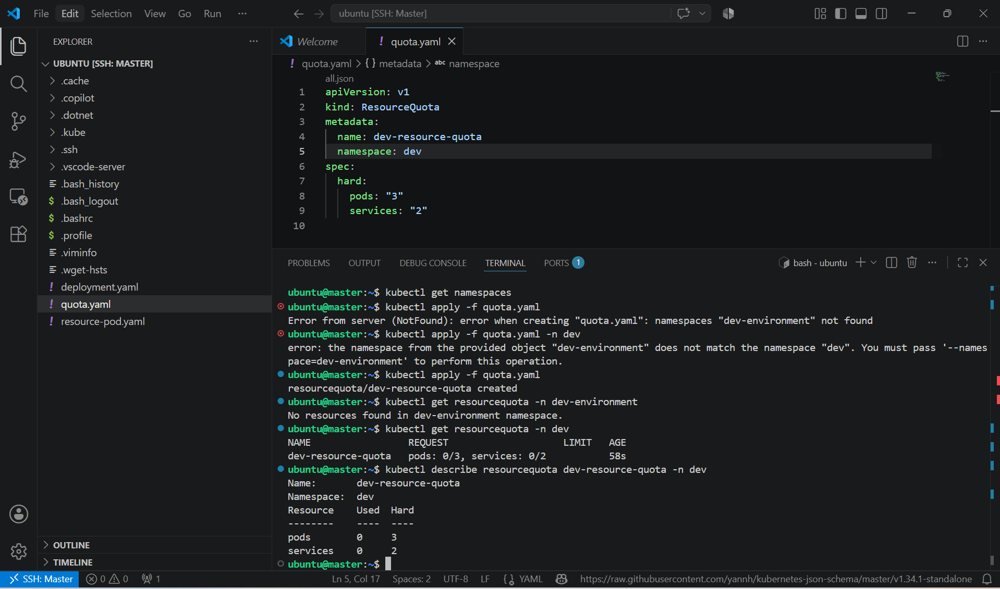 File Edit Selection View Go Run ···
ubuntu [SSH: Master]
EXPLORER
UBUNTU [SSH: MASTER]
.cache
.copilot
.dotnet
.kube
.ssh
.vscode-server
.bash_history
$ .bash_logout
$ .bashrc
$ .profile
.viminfo
.wget-hsts
! deployment.yaml
! quota.yaml
! resource-pod.yaml
OUTLINE
TIMELINE
Welcome
! quota.yaml
! quota.yaml > { } metadata > abc namespace
all.json
1 apiVersion: v1
2 kind: ResourceQuota
3 metadata:
4   name: dev-resource-quota
5   namespace: dev
6 spec:
7   hard:
8     pods: "3"
9     services: "2"
10
PROBLEMS OUTPUT DEBUG CONSOLE TERMINAL PORTS 1
bash - ubuntu
ubuntu@master:~$ kubectl get namespaces
ubuntu@master:~$ kubectl apply -f quota.yaml
Error from server (NotFound): error when creating "quota.yaml": namespaces "dev-environment" not found
ubuntu@master:~$ kubectl apply -f quota.yaml -n dev
error: the namespace from the provided object "dev-environment" does not match the namespace "dev". You must pass '--names
pace=dev-environment' to perform this operation.
ubuntu@master:~$ kubectl apply -f quota.yaml
resourcequota/dev-resource-quota created
ubuntu@master:~$ kubectl get resourcequota -n dev-environment
No resources found in dev-environment namespace.
ubuntu@master:~$ kubectl get resourcequota -n dev
NAME                 REQUEST                    LIMIT   AGE
dev-resource-quota   pods: 0/3, services: 0/2           58s
ubuntu@master:~$ kubectl describe resourcequota dev-resource-quota -n dev
Name:       dev-resource-quota
Namespace:  dev
Resource    Used  Hard
--------    ----  ----
pods        0     3
services    0     2
ubuntu@master:~$
SSH: Master 0 0 1 Ln 5, Col 17 Spaces: 2 UTF-8 LF { } YAML https://raw.githubusercontent.com/yannh/kubernetes-json-schema/master/v1.34.1-standalone